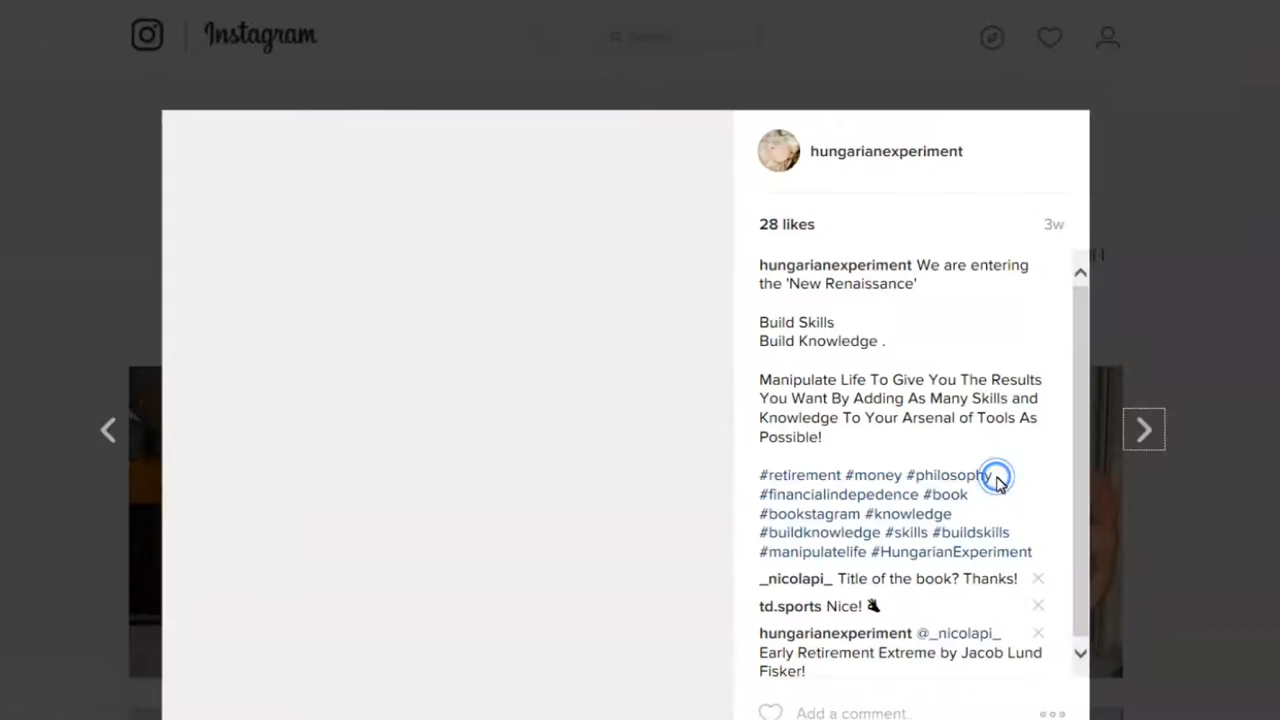 Instagram
hungarianexperiment
28 likes
3w
hungarianexperiment We are entering
the 'New Renaissance'
Build Skills
Build Knowledge .
Manipulate Life To Give You The Results
You Want By Adding As Many Skills and
Knowledge To Your Arsenal of Tools As
Possible!
#retirement #money #philosophy
#financialindepedence #book
#bookstagram #knowledge
#buildknowledge #skills #buildskills
#manipulatelife #HungarianExperiment
_nicolapi_ Title of the book? Thanks!
td.sports Nice!
hungarianexperiment @_nicolapi_
Early Retirement Extreme by Jacob Lund
Fisker!
Add a comment...